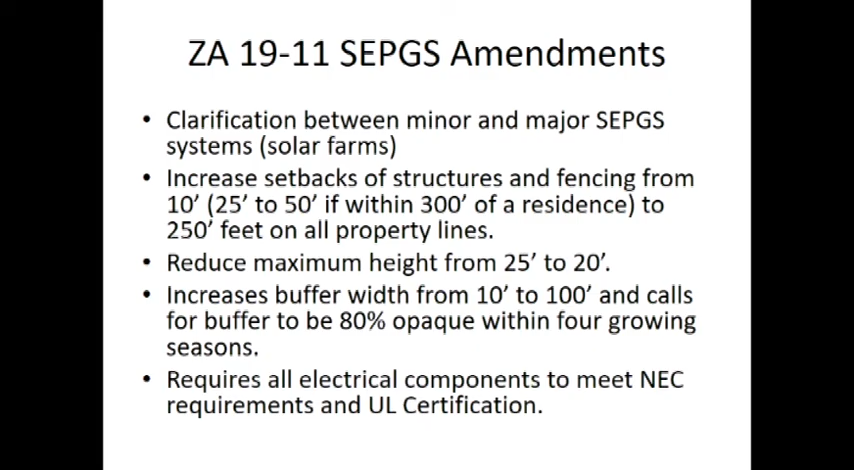 ZA 19-11 SEPGS Amendments
• Clarification between minor and major SEPGS
systems (solar farms)
• Increase setbacks of structures and fencing from
10’ (25’ to 50’ if within 300’ of a residence) to
250’ feet on all property lines.
• Reduce maximum height from 25’ to 20’.
• Increases buffer width from 10’ to 100’ and calls
for buffer to be 80% opaque within four growing
seasons.
• Requires all electrical components to meet NEC
requirements and UL Certification.